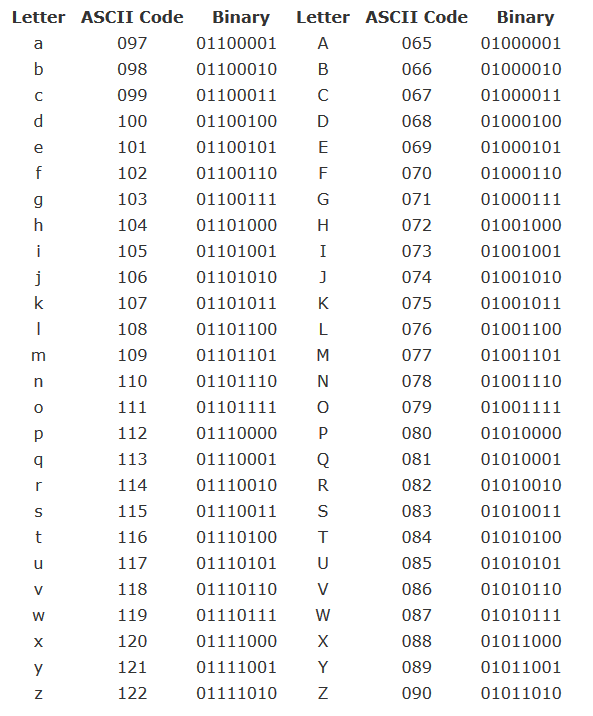 Letter ASCII Code Binary Letter ASCII Code Binary
a 097 01100001 A 065 01000001
b 098 01100010 B 066 01000010
c 099 01100011 C 067 01000011
d 100 01100100 D 068 01000100
e 101 01100101 E 069 01000101
f 102 01100110 F 070 01000110
g 103 01100111 G 071 01000111
h 104 01101000 H 072 01001000
i 105 01101001 I 073 01001001
j 106 01101010 J 074 01001010
k 107 01101011 K 075 01001011
l 108 01101100 L 076 01001100
m 109 01101101 M 077 01001101
n 110 01101110 N 078 01001110
o 111 01101111 O 079 01001111
p 112 01110000 P 080 01010000
q 113 01110001 Q 081 01010001
r 114 01110010 R 082 01010010
s 115 01110011 S 083 01010011
t 116 01110100 T 084 01010100
u 117 01110101 U 085 01010101
v 118 01110110 V 086 01010110
w 119 01110111 W 087 01010111
x 120 01111000 X 088 01011000
y 121 01111001 Y 089 01011001
z 122 01111010 Z 090 01011010